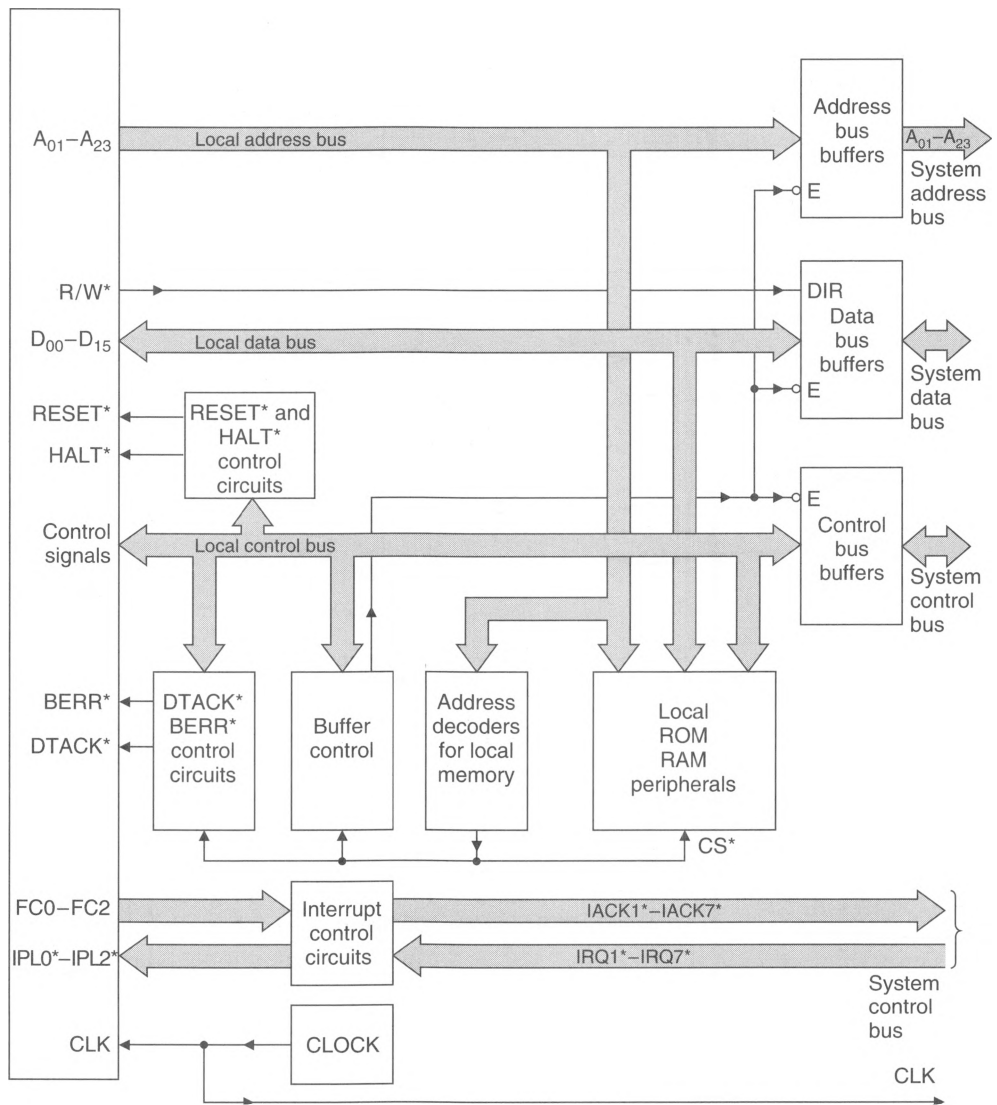 A01–A23
Local address bus
Address
bus
buffers
E
A01–A23
System
address
bus
R/W*
DIR
Data
bus
buffers
E
D00–D15
Local data bus
System
data
bus
RESET*
HALT*
RESET* and
HALT*
control
circuits
Control
signals
Local control bus
E
Control
bus
buffers
System
control
bus
BERR*
DTACK*
DTACK*
BERR*
control
circuits
Buffer
control
Address
decoders
for local
memory
Local
ROM
RAM
peripherals
CS*
FC0–FC2
IPL0*–IPL2*
Interrupt
control
circuits
IACK1*–IACK7*
IRQ1*–IRQ7*
System
control
bus
CLK
CLOCK
CLK